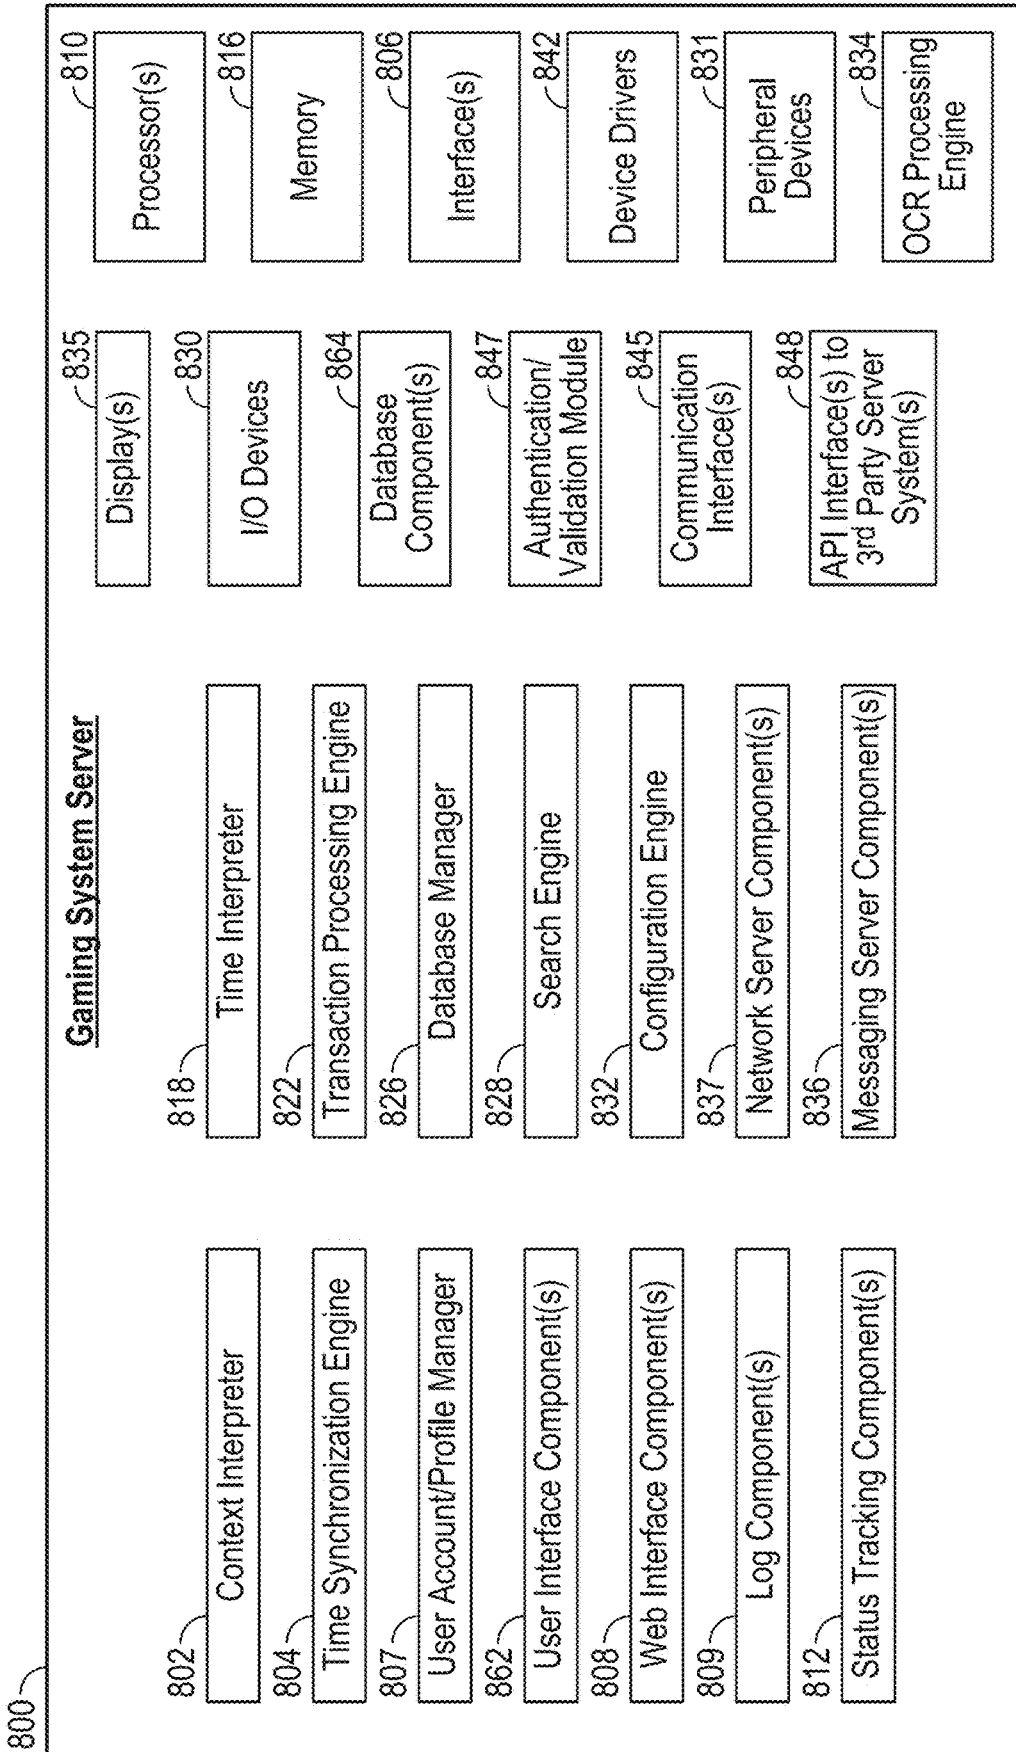 800
Gaming System Server
802
Context Interpreter
804
Time Synchronization Engine
807
User Account/Profile Manager
862
User Interface Component(s)
808
Web Interface Component(s)
809
Log Component(s)
812
Status Tracking Component(s)
818
Time Interpreter
822
Transaction Processing Engine
826
Database Manager
828
Search Engine
832
Configuration Engine
837
Network Server Component(s)
836
Messaging Server Component(s)
835
Display(s)
830
I/O Devices
864
Database
Component(s)
847
Authentication/
Validation Module
845
Communication
Interface(s)
848
API Interface(s) to
3rd Party Server
System(s)
810
Processor(s)
816
Memory
806
Interface(s)
842
Device Drivers
831
Peripheral
Devices
834
OCR Processing
Engine